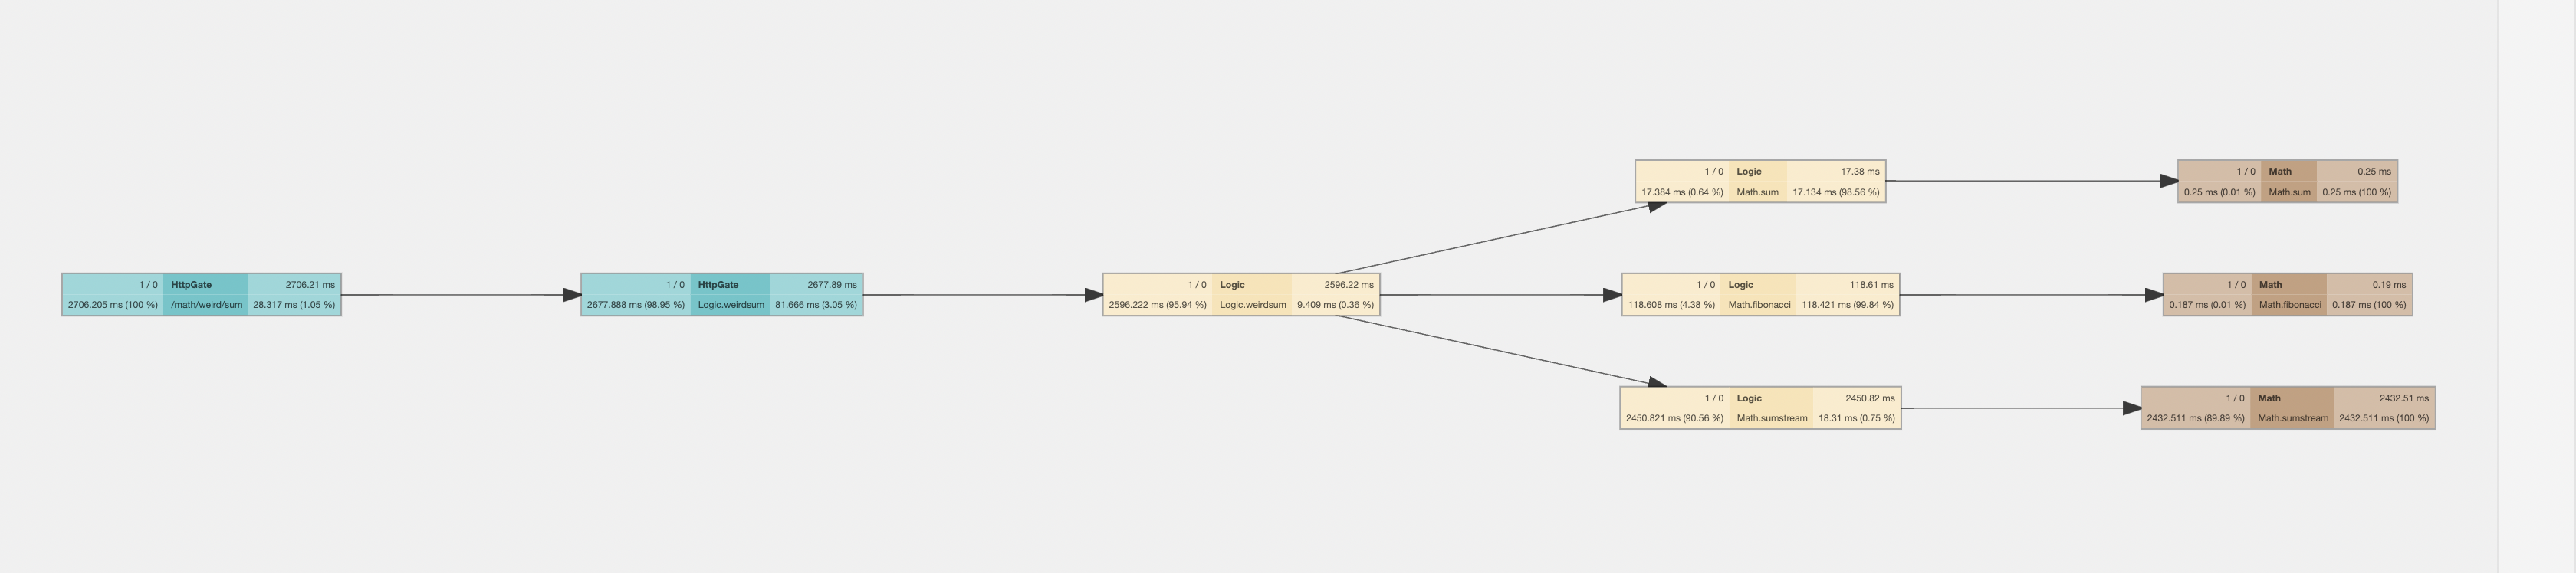 1 / 0 HttpGate 2706.21 ms
2706.205 ms (100 %) /math/weird/sum 28.317 ms (1.05 %)
1 / 0 HttpGate 2677.89 ms
2677.888 ms (98.95 %) Logic.weirdsum 81.666 ms (3.05 %)
1 / 0 Logic 2596.22 ms
2596.222 ms (95.94 %) Logic.weirdsum 9.409 ms (0.36 %)
1 / 0 Logic 17.38 ms
17.384 ms (0.64 %) Math.sum 17.134 ms (98.56 %)
1 / 0 Math 0.25 ms
0.25 ms (0.01 %) Math.sum 0.25 ms (100 %)
1 / 0 Logic 118.61 ms
118.608 ms (4.38 %) Math.fibonacci 118.421 ms (99.84 %)
1 / 0 Math 0.19 ms
0.187 ms (0.01 %) Math.fibonacci 0.187 ms (100 %)
1 / 0 Logic 2450.82 ms
2450.821 ms (90.56 %) Math.sumstream 18.31 ms (0.75 %)
1 / 0 Math 2432.51 ms
2432.511 ms (89.89 %) Math.sumstream 2432.511 ms (100 %)